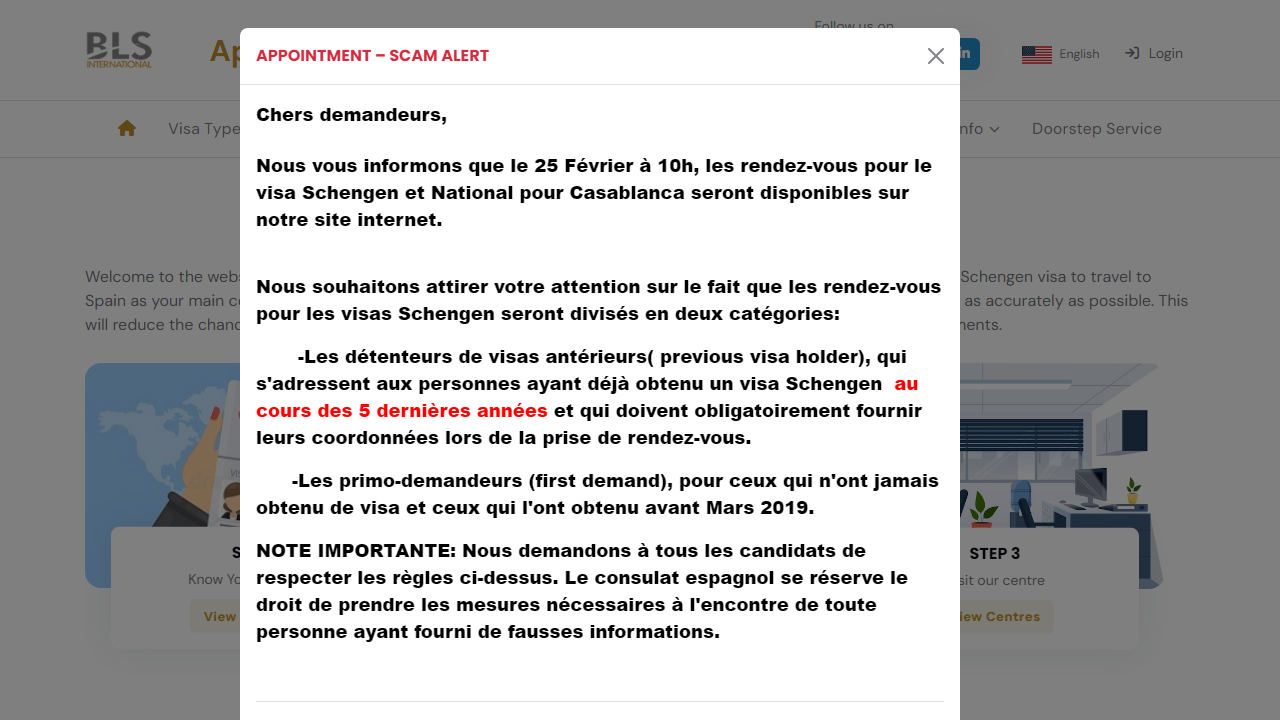 Follow us on
BLS
INTERNATIONAL
English
Login
APPOINTMENT – SCAM ALERT
Visa Type
Doorstep Service
Chers demandeurs,
Nous vous informons que le 25 Février à 10h, les rendez-vous pour le
visa Schengen et National pour Casablanca seront disponibles sur
notre site internet.
Welcome to the
Schengen visa to travel to
Spain as your main
as accurately as possible. This
will reduce the
Nous souhaitons attirer votre attention sur le fait que les rendez-vous
pour les visas Schengen seront divisés en deux catégories:
-Les détenteurs de visas antérieurs( previous visa holder), qui
s'adressent aux personnes ayant déjà obtenu un visa Schengen au
cours des 5 dernières années et qui doivent obligatoirement fournir
leurs coordonnées lors de la prise de rendez-vous.
-Les primo-demandeurs (first demand), pour ceux qui n'ont jamais
obtenu de visa et ceux qui l'ont obtenu avant Mars 2019.
NOTE IMPORTANTE: Nous demandons à tous les candidats de
respecter les règles ci-dessus. Le consulat espagnol se réserve le
droit de prendre les mesures nécessaires à l'encontre de toute
personne ayant fourni de fausses informations.
STEP 3
Know
our centre
View
Centres